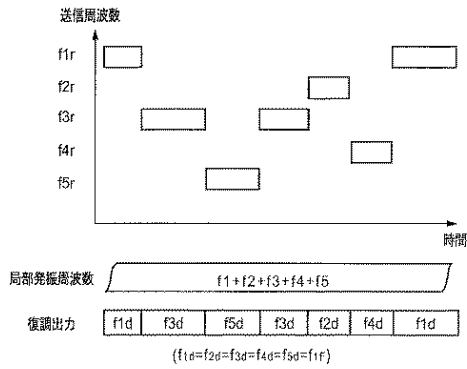 送信周波数
f1r
f2r
f3r
f4r
f5r
時間
局部発振周波数 f1+f2+f3+f4+f5
復調出力 f1d f3d f5d f3d f2d f4d f1d
(f1d=f2d=f3d=f4d=f5d=f1f')